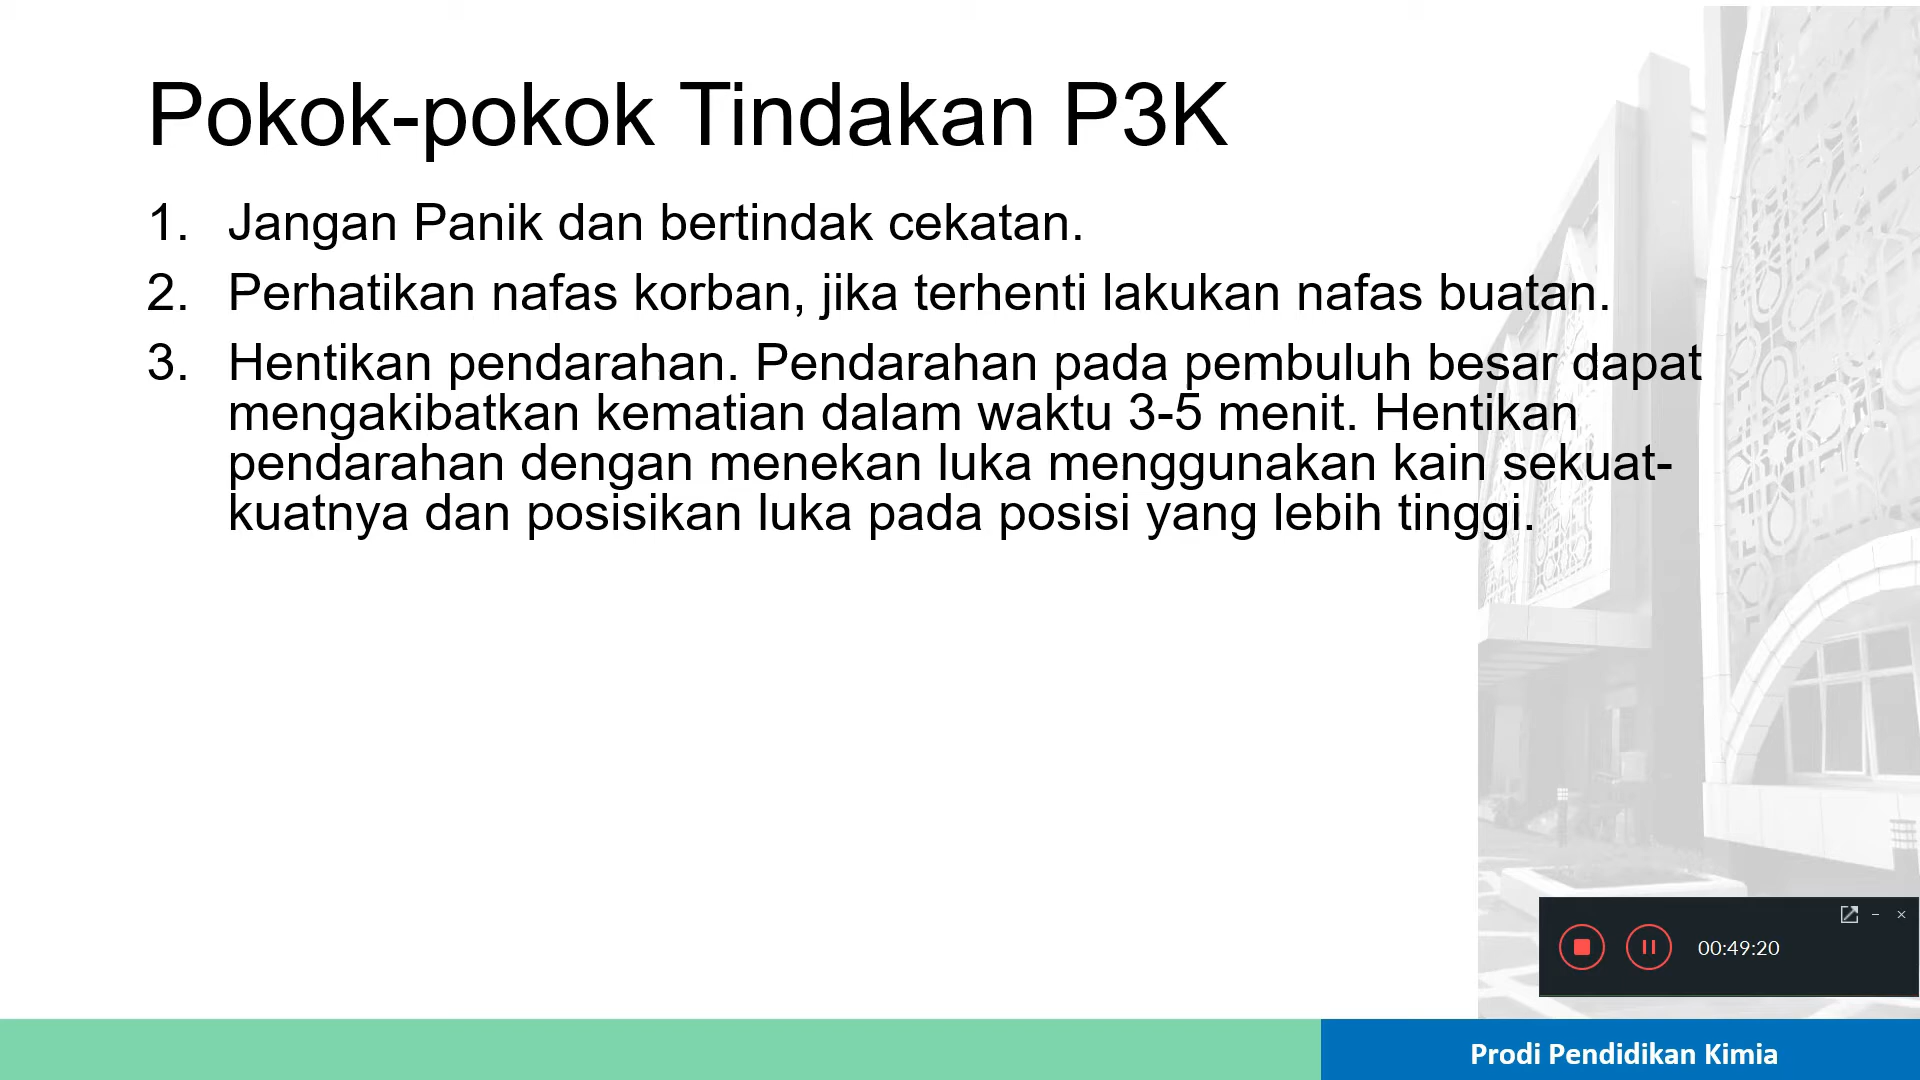 Pokok-pokok Tindakan P3K
1. Jangan Panik dan bertindak cekatan.
2. Perhatikan nafas korban, jika terhenti lakukan nafas buatan.
3. Hentikan pendarahan. Pendarahan pada pembuluh besar dapat
mengakibatkan kematian dalam waktu 3-5 menit. Hentikan
pendarahan dengan menekan luka menggunakan kain sekuat-
kuatnya dan posisikan luka pada posisi yang lebih tinggi.
00:49:20
Prodi Pendidikan Kimia